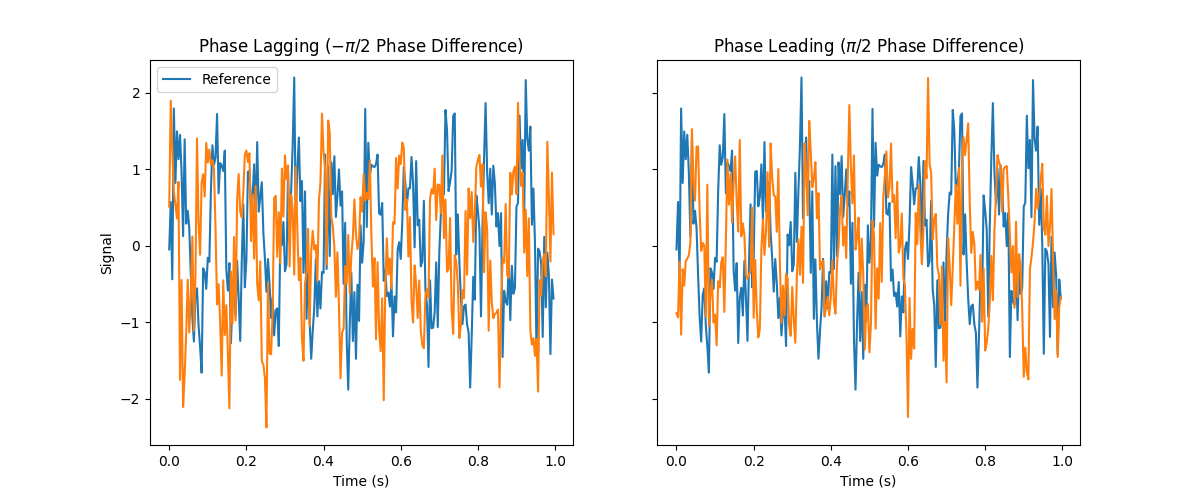 Phase Lagging (−π/2 Phase Difference)
Reference
Signal
2
1
0
−1
−2
0.0 0.2 0.4 0.6 0.8 1.0
Time (s)
Phase Leading (π/2 Phase Difference)
0.0 0.2 0.4 0.6 0.8 1.0
Time (s)